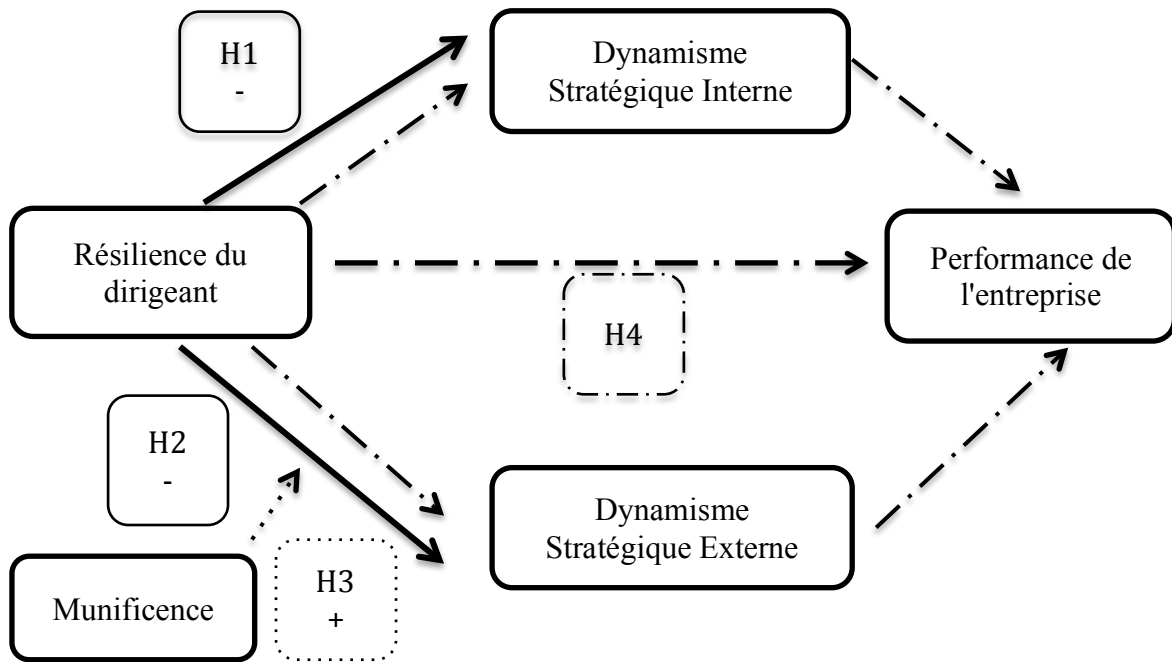 H1
-
Dynamisme
Stratégique Interne
Résilience du
dirigeant
Performance de
l'entreprise
H4
H2
-
Dynamisme
Stratégique Externe
Munificence
H3
+